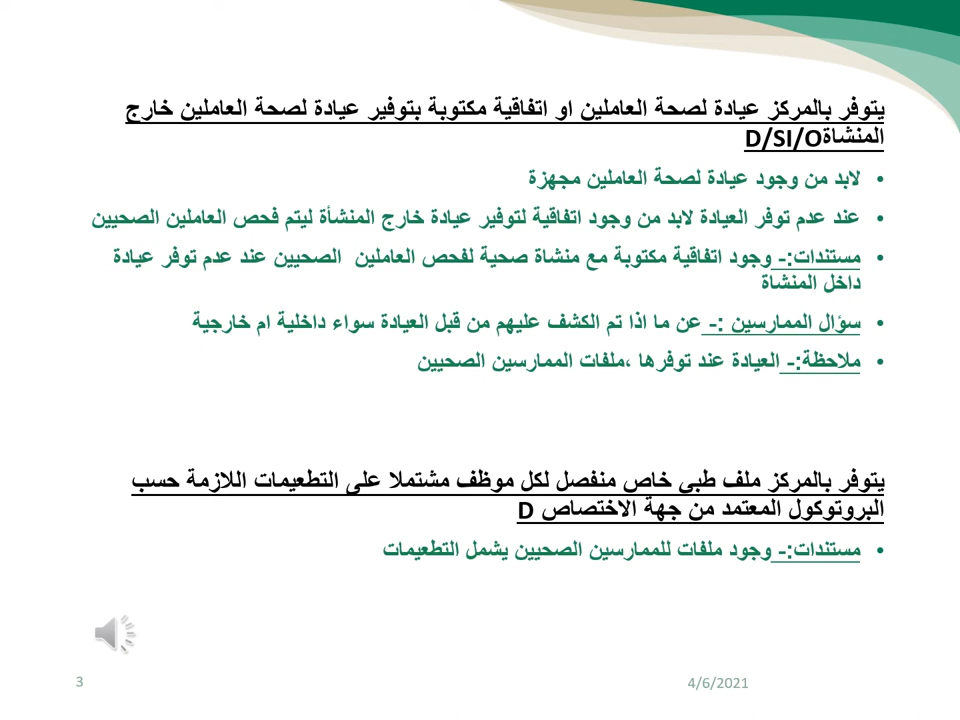 يتوفر بالمركز عيادة لصحة العاملين او اتفاقية مكتوبة بتوفير عيادة لصحة العاملين خارج
المنشاةD/SI/O
• لابد من وجود عيادة لصحة العاملين مجهزة
• عند عدم توفر العيادة لابد من وجود اتفاقية لتوفير عيادة خارج المنشأة ليتم فحص العاملين الصحيين
• مستندات:- وجود اتفاقية مكتوبة مع منشاة صحية لفحص العاملين الصحيين عند عدم توفر عيادة
داخل المنشاة
• سؤال الممارسين :- عن ما اذا تم الكشف عليهم من قبل العيادة سواء داخلية ام خارجية
• ملاحظة:- العيادة عند توفرها ،ملفات الممارسين الصحيين
يتوفر بالمركز ملف طبي خاص منفصل لكل موظف مشتملا على التطعيمات اللازمة حسب
البروتوكول المعتمد من جهة الاختصاص D
• مستندات:- وجود ملفات للممارسين الصحيين يشمل التطعيمات
3
4/6/2021